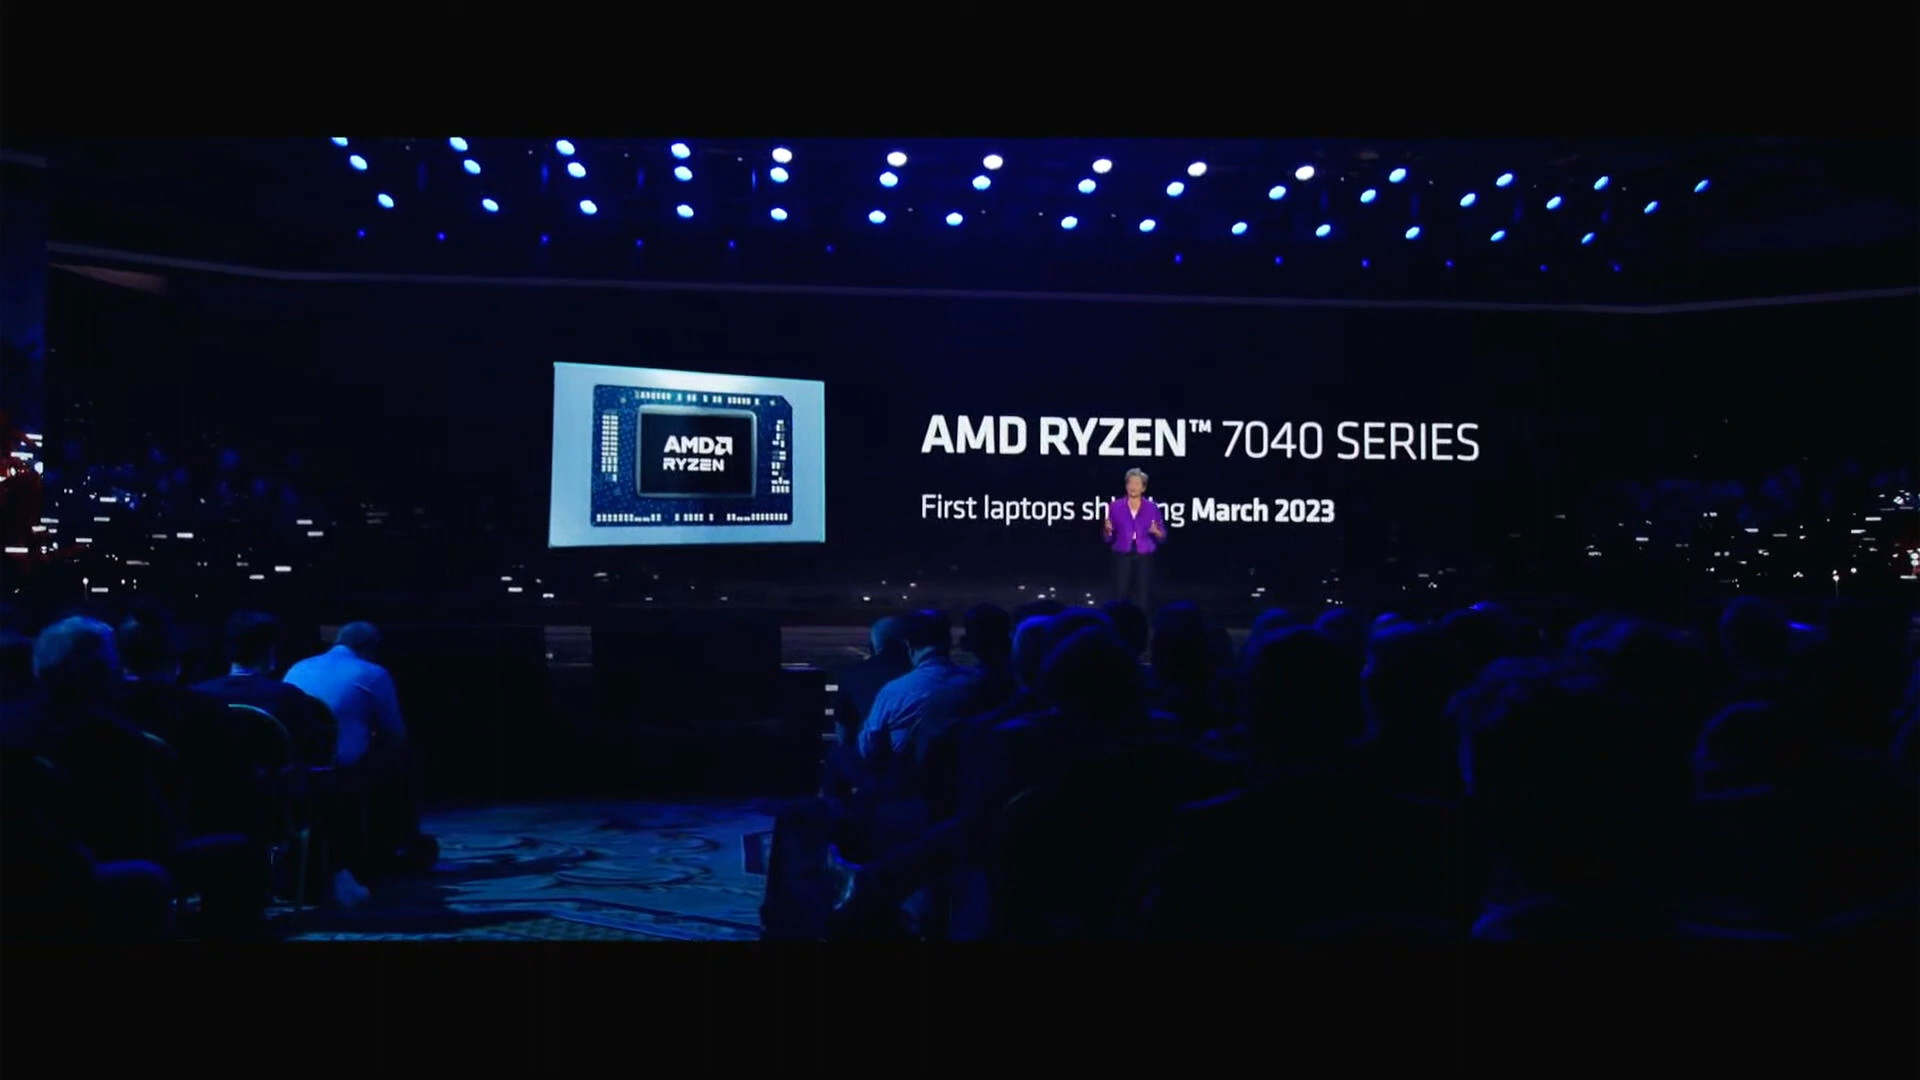 AMD
RYZEN
AMD RYZEN™ 7040 SERIES
First laptops March 2023